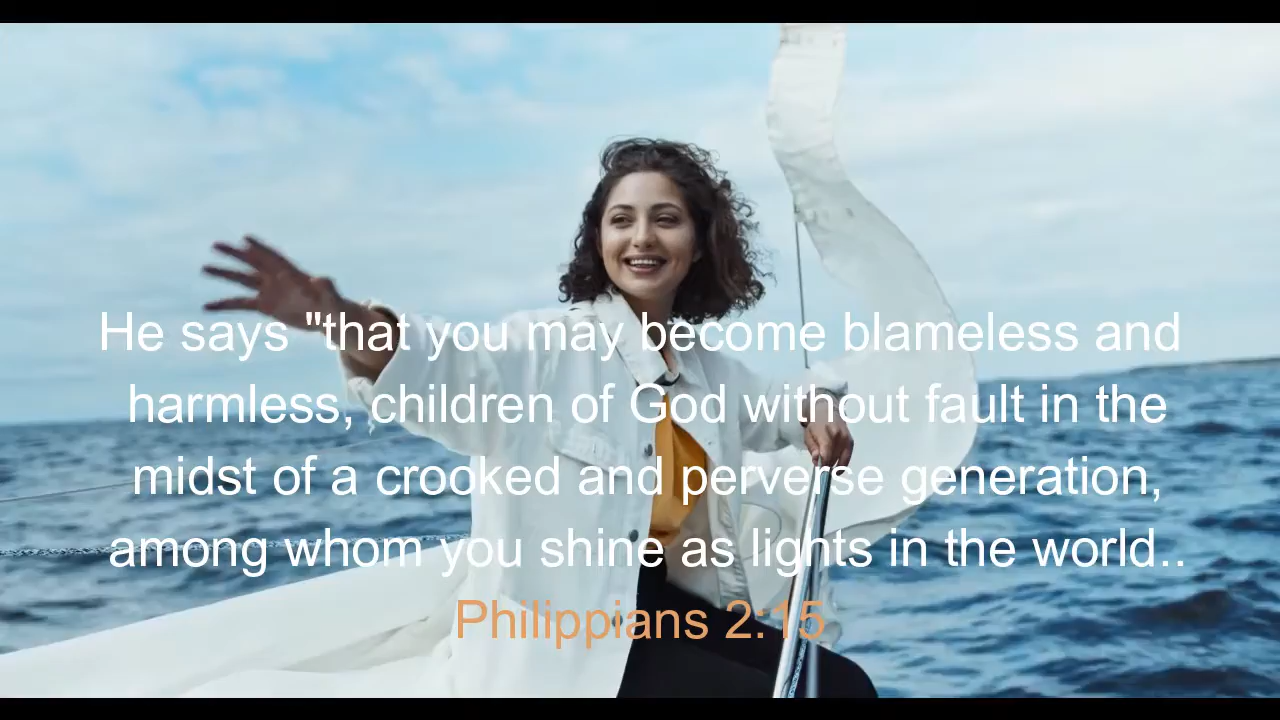 He says "that you may become blameless and
harmless, children of God without fault in the
midst of a crooked and perverse generation,
among whom you shine as lights in the world..
Philippians 2:15